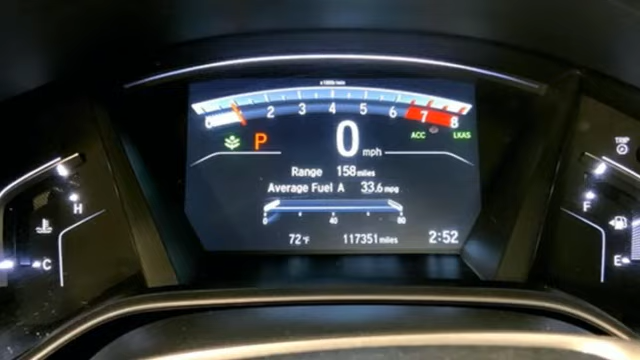 x1000r/min
0 1 2 3 4 5 6 7 8
P 0 mph ACC LKAS
Range 158 miles
Average Fuel A 33.6 mpg
0 40 80
72°F 117351 miles 2:52
H
C
TRIP
F
E